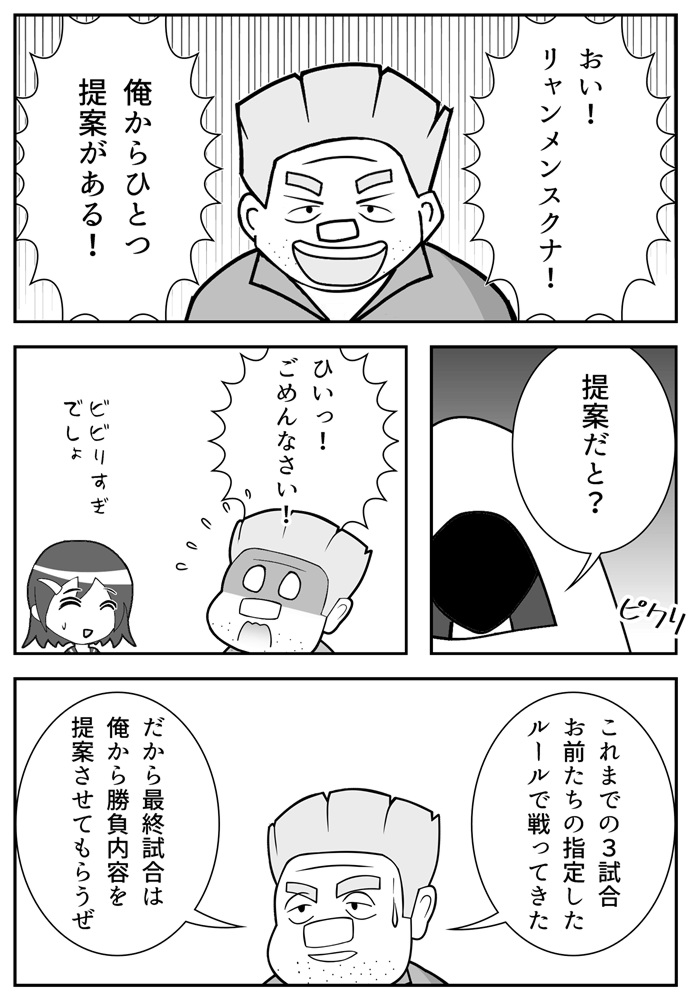 おい！
リャンメンスクナ！
俺からひとつ
提案がある！
提案だと？
ピクリ
ひいっ！
ごめんなさい！
ビビりすぎ
でしょ
これまでの３試合
お前たちの指定した
ルールで戦ってきた
だから最終試合は
俺から勝負内容を
提案させてもらうぜ